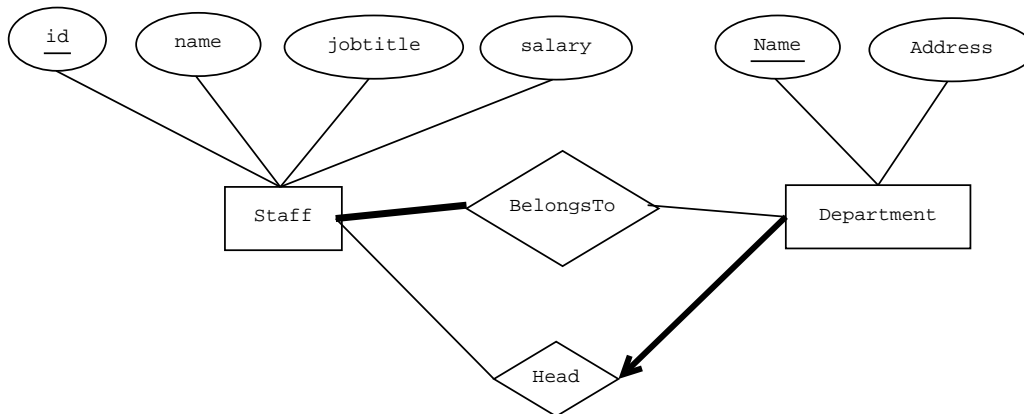 id
name
jobtitle
salary
Name
Address
Staff
BelongsTo
Department
Head